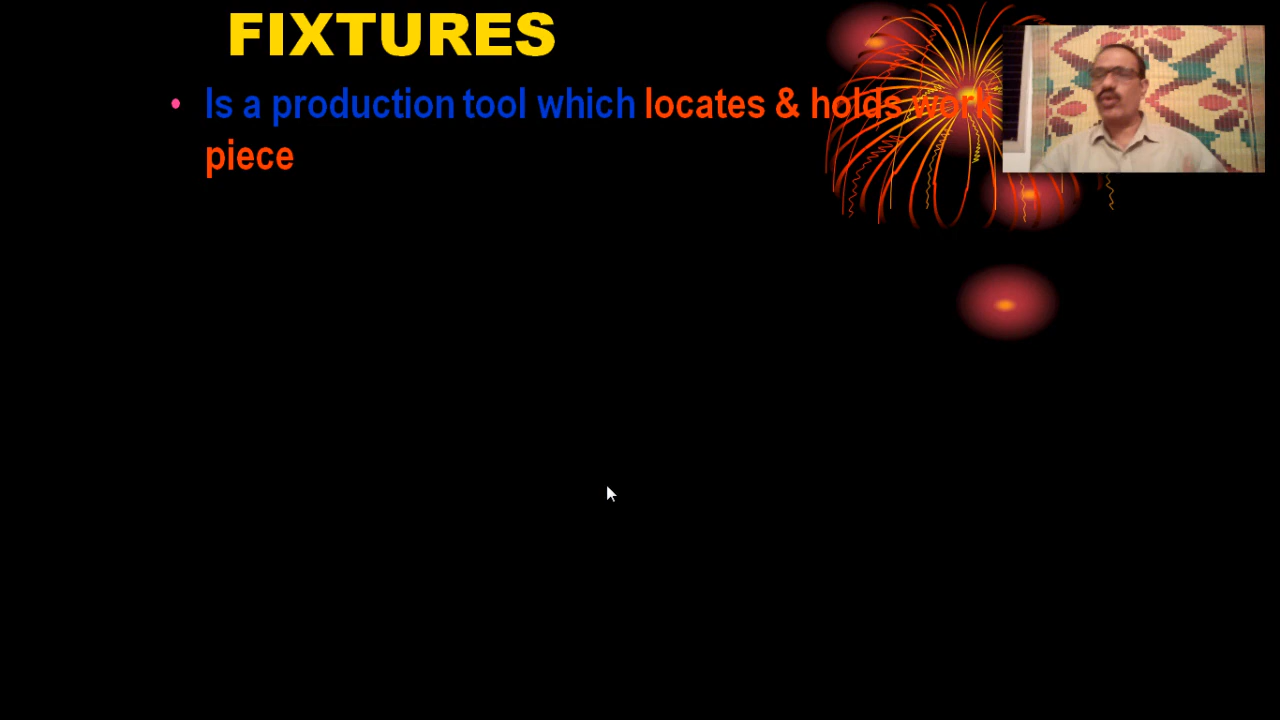 FIXTURES
• Is a production tool which locates & holds work
piece